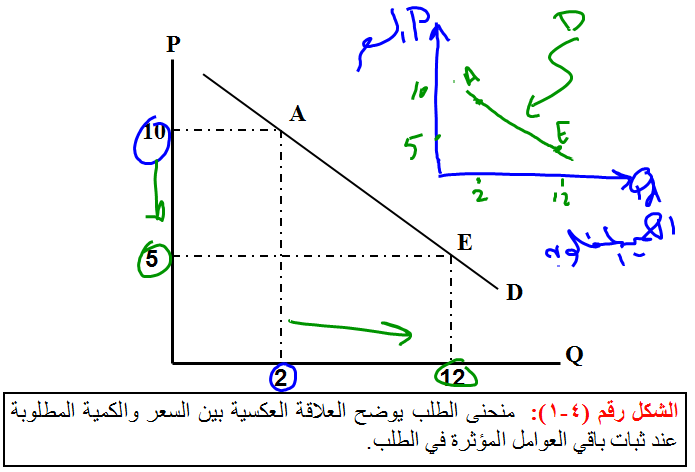 P
10
A
5
E
D
Q
2
12
P
D
A
10
5
E
2
12
الشكل رقم (٤-١): منحنى الطلب يوضح العلاقة العكسية بين السعر والكمية المطلوبة
عند ثبات باقي العوامل المؤثرة في الطلب.